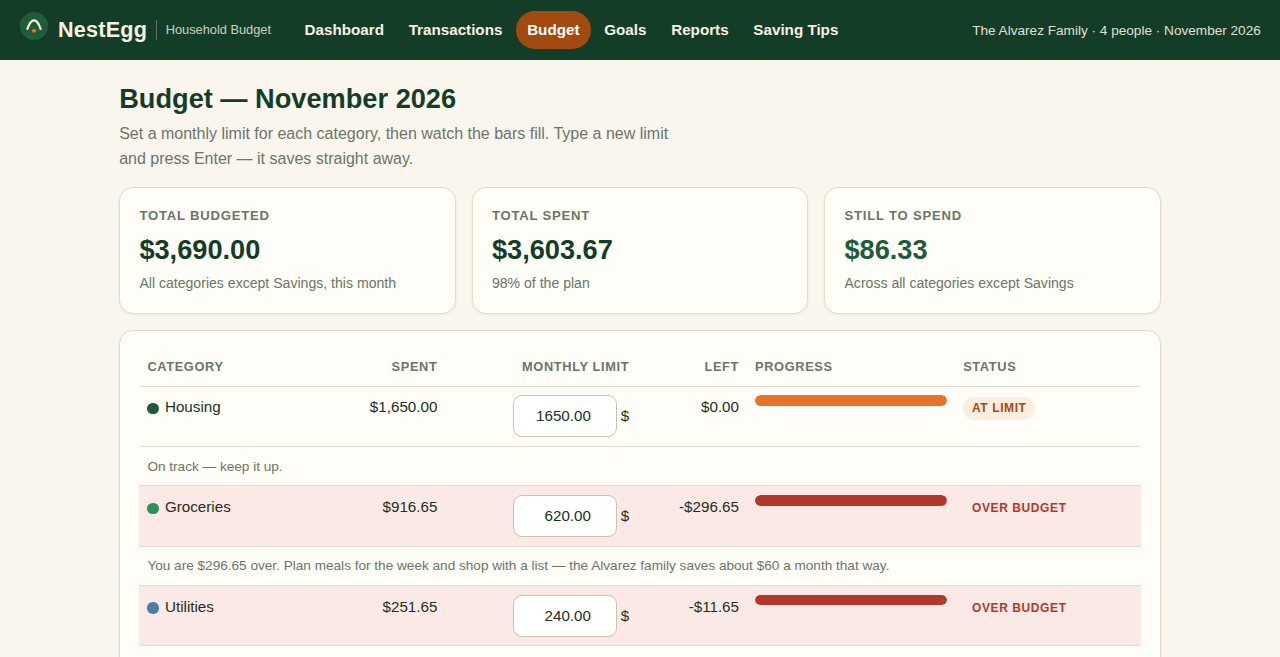 NestEgg Household Budget Dashboard Transactions Budget Goals Reports Saving Tips The Alvarez Family · 4 people · November 2026
Budget — November 2026
Set a monthly limit for each category, then watch the bars fill. Type a new limit
and press Enter — it saves straight away.
TOTAL BUDGETED
$3,690.00
All categories except Savings, this month
TOTAL SPENT
$3,603.67
98% of the plan
STILL TO SPEND
$86.33
Across all categories except Savings
CATEGORY SPENT MONTHLY LIMIT LEFT PROGRESS STATUS
Housing $1,650.00 1650.00 $ $0.00 AT LIMIT
On track — keep it up.
Groceries $916.65 620.00 $ -$296.65 OVER BUDGET
You are $296.65 over. Plan meals for the week and shop with a list — the Alvarez family saves about $60 a month that way.
Utilities $251.65 240.00 $ -$11.65 OVER BUDGET